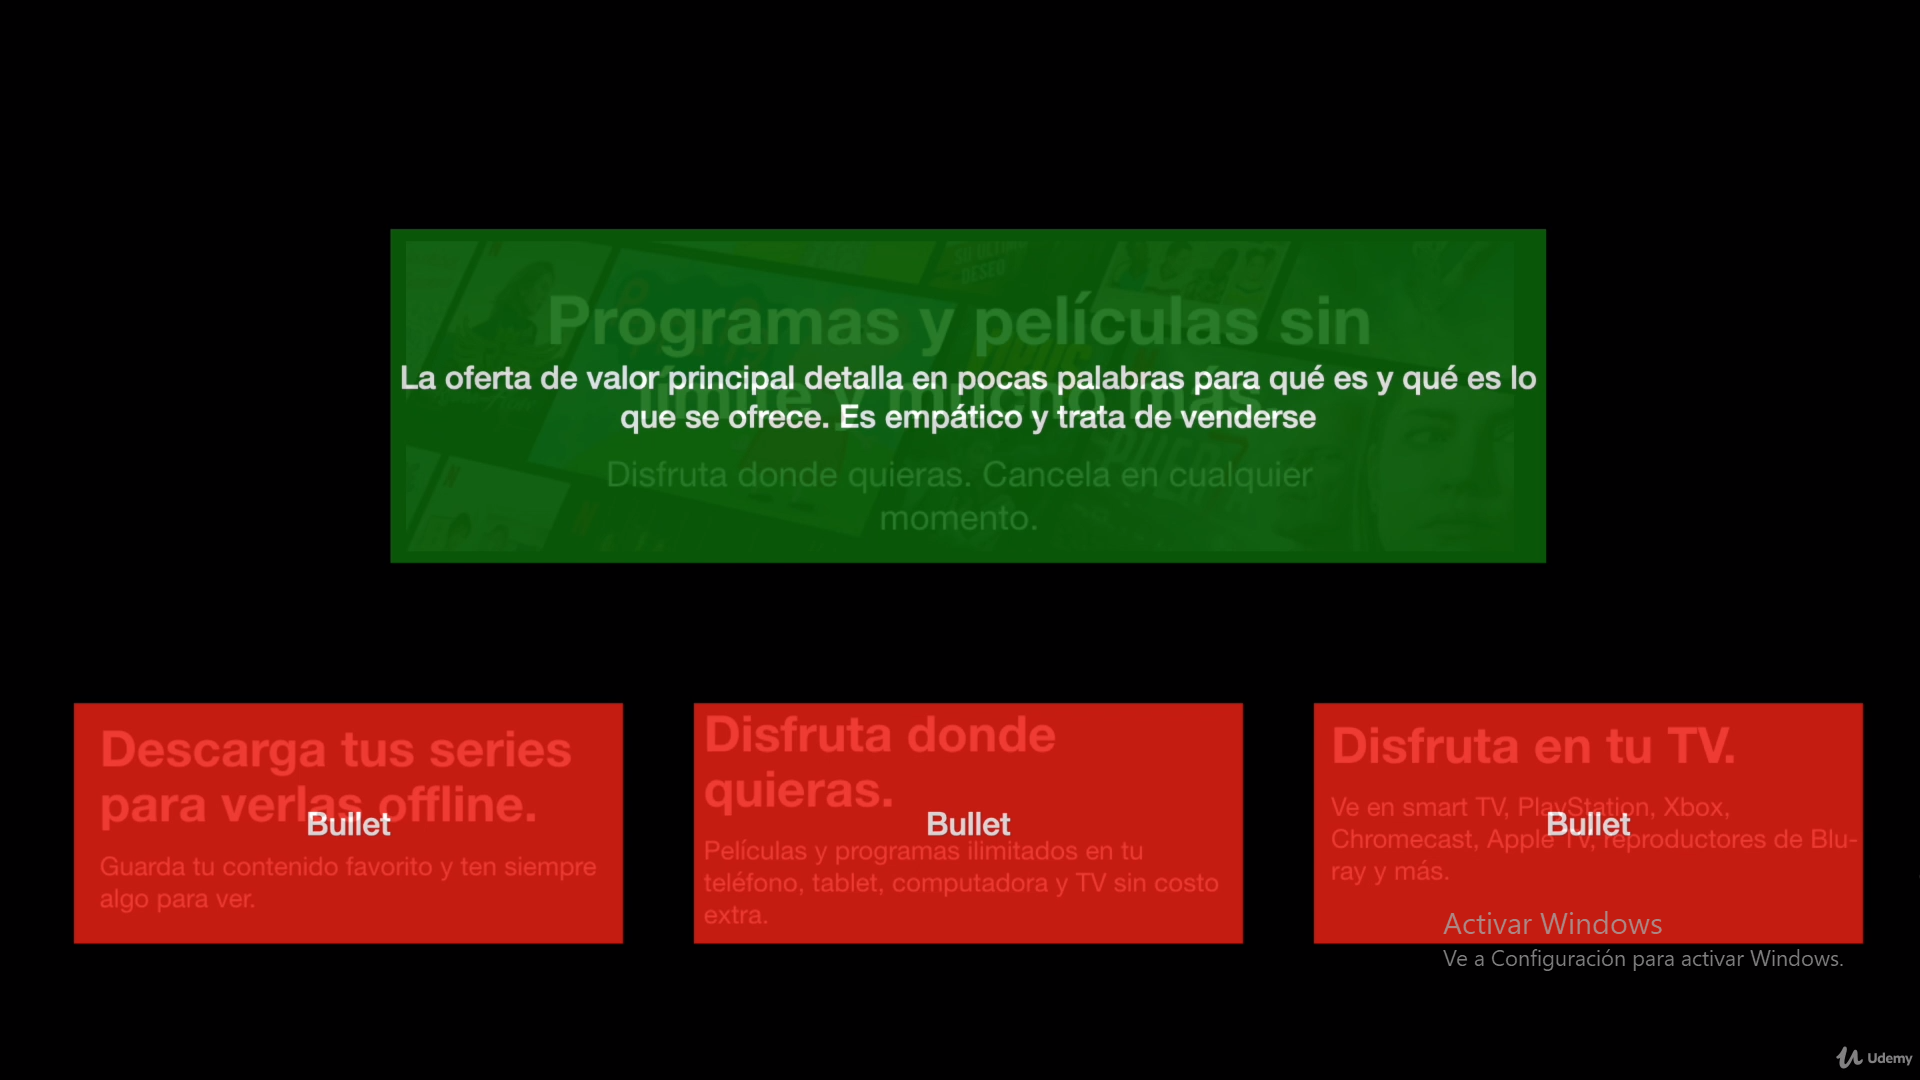 Programas y películas sin
La oferta de valor principal detalla en pocas palabras para qué es y qué es lo
límite y mucho más
que se ofrece. Es empático y trata de venderse
Disfruta donde quieras. Cancela en cualquier
momento.
Descarga tus series
para verlas offline.
Bullet
Guarda tu contenido favorito y ten siempre
algo para ver.
Disfruta donde
quieras.
Bullet
Películas y programas ilimitados en tu
teléfono, tablet, computadora y TV sin costo
extra.
Disfruta en tu TV.
Ve en smart TV, PlayStation, Xbox,
Bullet
Chromecast, Apple TV, reproductores de Blu-
ray y más.
Activar Windows
Ve a Configuración para activar Windows.
Udemy